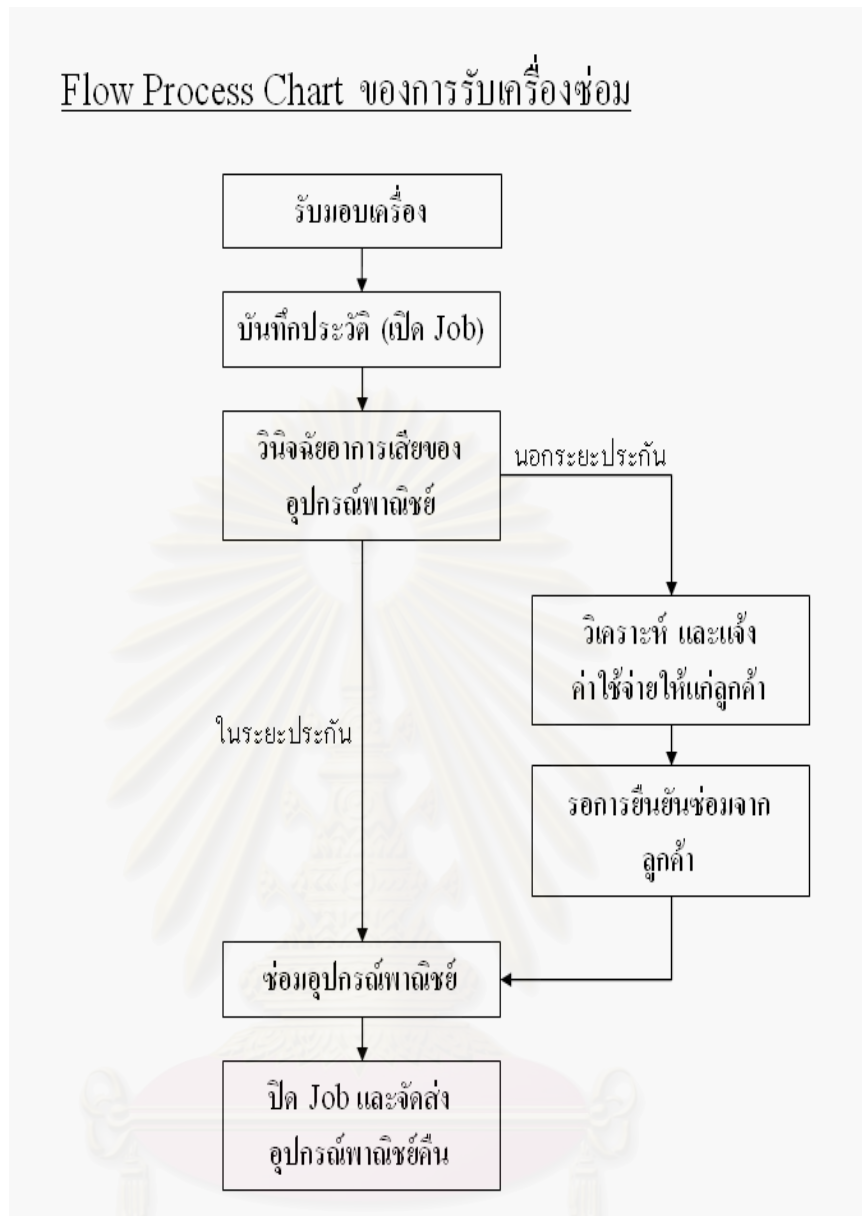 Flow Process Chart ของการรับเครื่องซ่อม
รับมอบเครื่อง
บันทึกประวัติ (เปิด Job)
วินิจฉัยอาการเสียของ
อุปกรณ์พาณิชย์
นอกระยะประกัน
วิเคราะห์ และแจ้ง
ค่าใช้จ่ายให้แก่ลูกค้า
ในระยะประกัน
รอการยืนยันซ่อมจาก
ลูกค้า
ซ่อมอุปกรณ์พาณิชย์
ปิด Job และจัดส่ง
อุปกรณ์พาณิชย์คืน